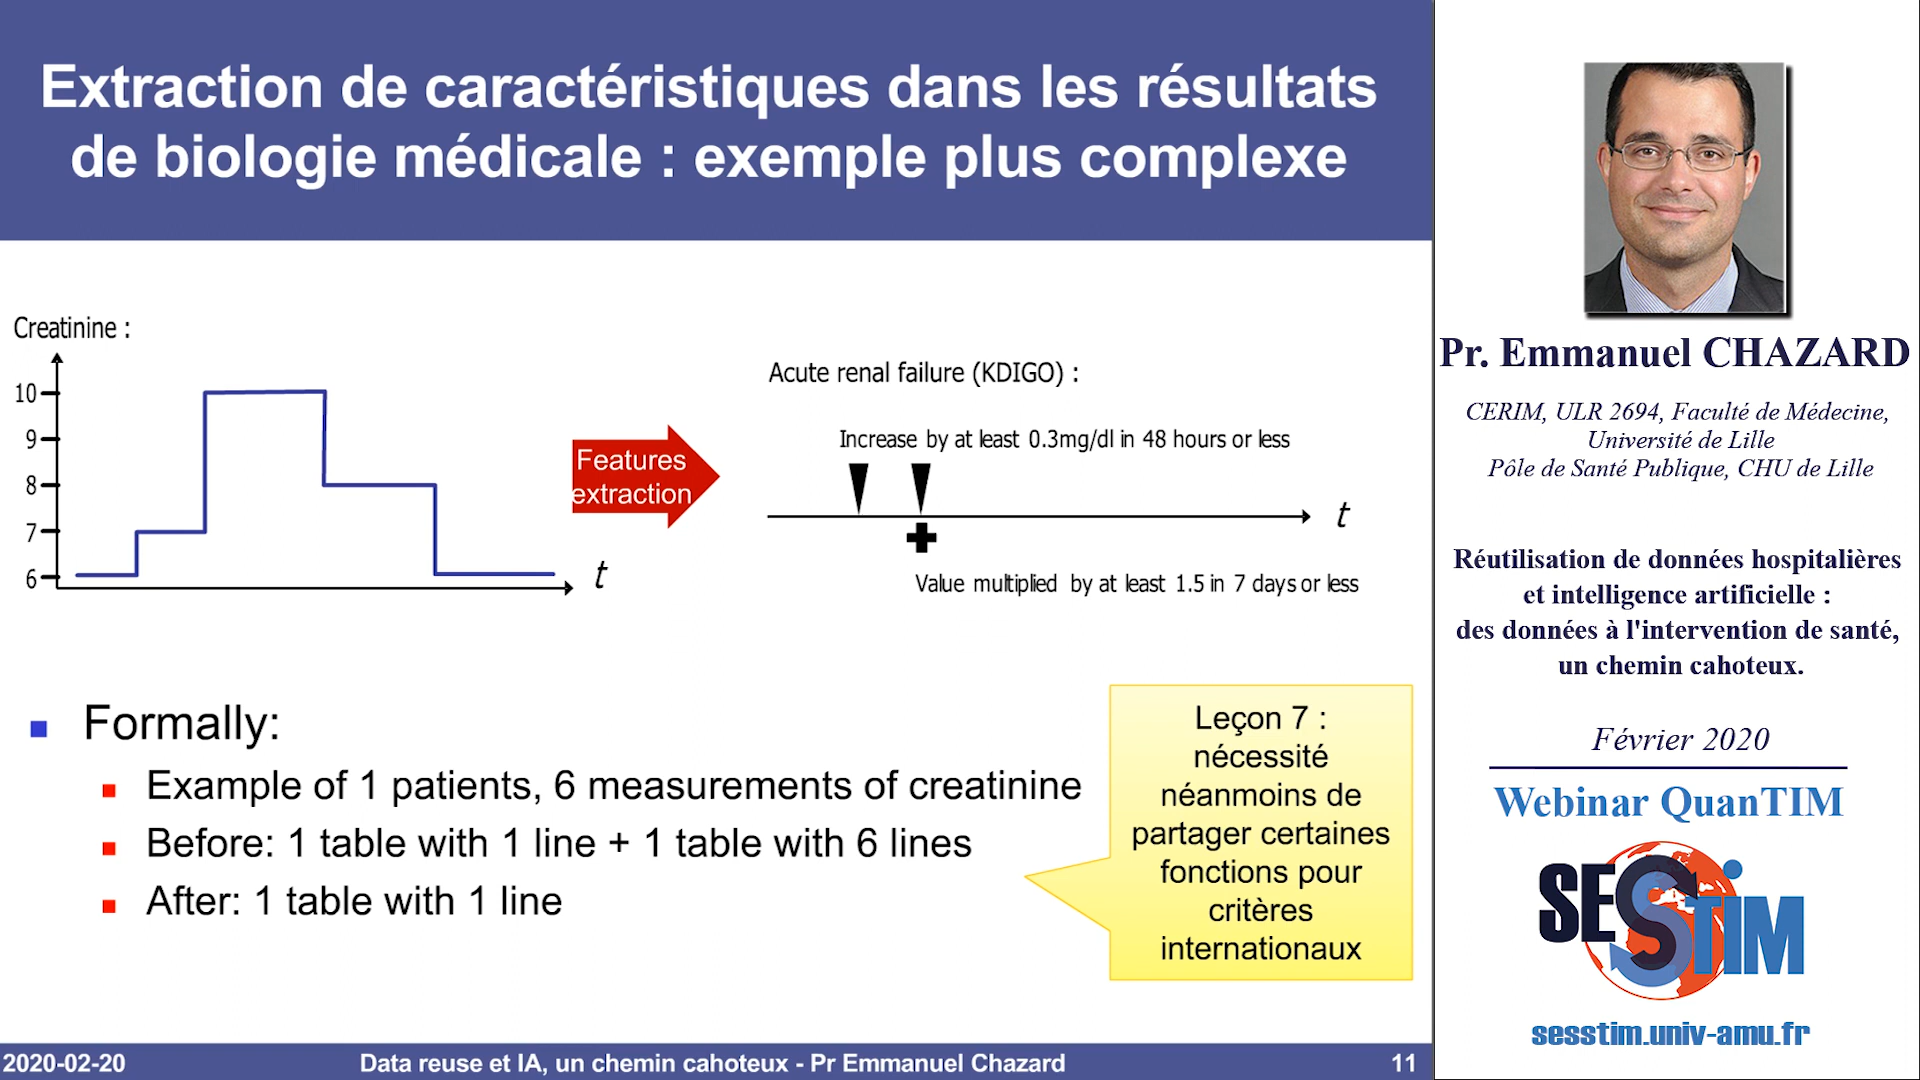 Extraction de caractéristiques dans les résultats
de biologie médicale : exemple plus complexe
Creatinine :
10
9
8
7
6
t
Features
extraction
Acute renal failure (KDIGO) :
Increase by at least 0.3mg/dl in 48 hours or less
t
Value multiplied by at least 1.5 in 7 days or less
Formally:
Example of 1 patients, 6 measurements of creatinine
Before: 1 table with 1 line + 1 table with 6 lines
After: 1 table with 1 line
Leçon 7 :
nécessité
néanmoins de
partager certaines
fonctions pour
critères
internationaux
2020-02-20
Data reuse et IA, un chemin cahoteux - Pr Emmanuel Chazard
11
Pr. Emmanuel CHAZARD
CERIM, ULR 2694, Faculté de Médecine,
Université de Lille
Pôle de Santé Publique, CHU de Lille
Réutilisation de données hospitalières
et intelligence artificielle :
des données à l'intervention de santé,
un chemin cahoteux.
Février 2020
Webinar QuanTIM
SESSTIM
sesstim.univ-amu.fr